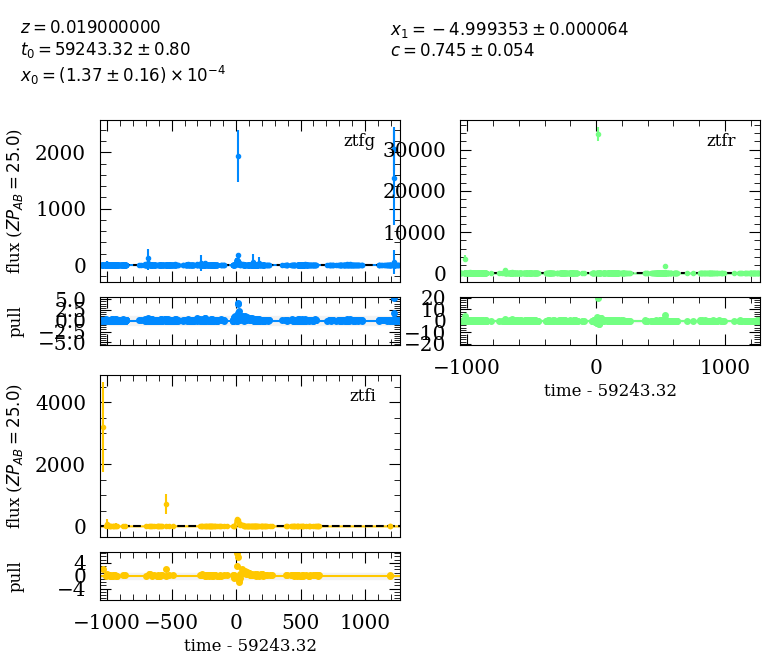 z = 0.019000000
t0 = 59243.32 ± 0.80
x0 = (1.37 ± 0.16) × 10^−4
x1 = −4.999353 ± 0.000064
c = 0.745 ± 0.054
ztfg
flux (ZP_AB = 25.0)
2000
1000
0
ztfr
30000
20000
10000
0
pull
5.0
2.5
0.0
−2.5
−5.0
20
10
0
−10
−20
−1000 0 1000
time - 59243.32
ztfi
flux (ZP_AB = 25.0)
4000
2000
0
pull
4
0
−4
−1000 −500 0 500 1000
time - 59243.32